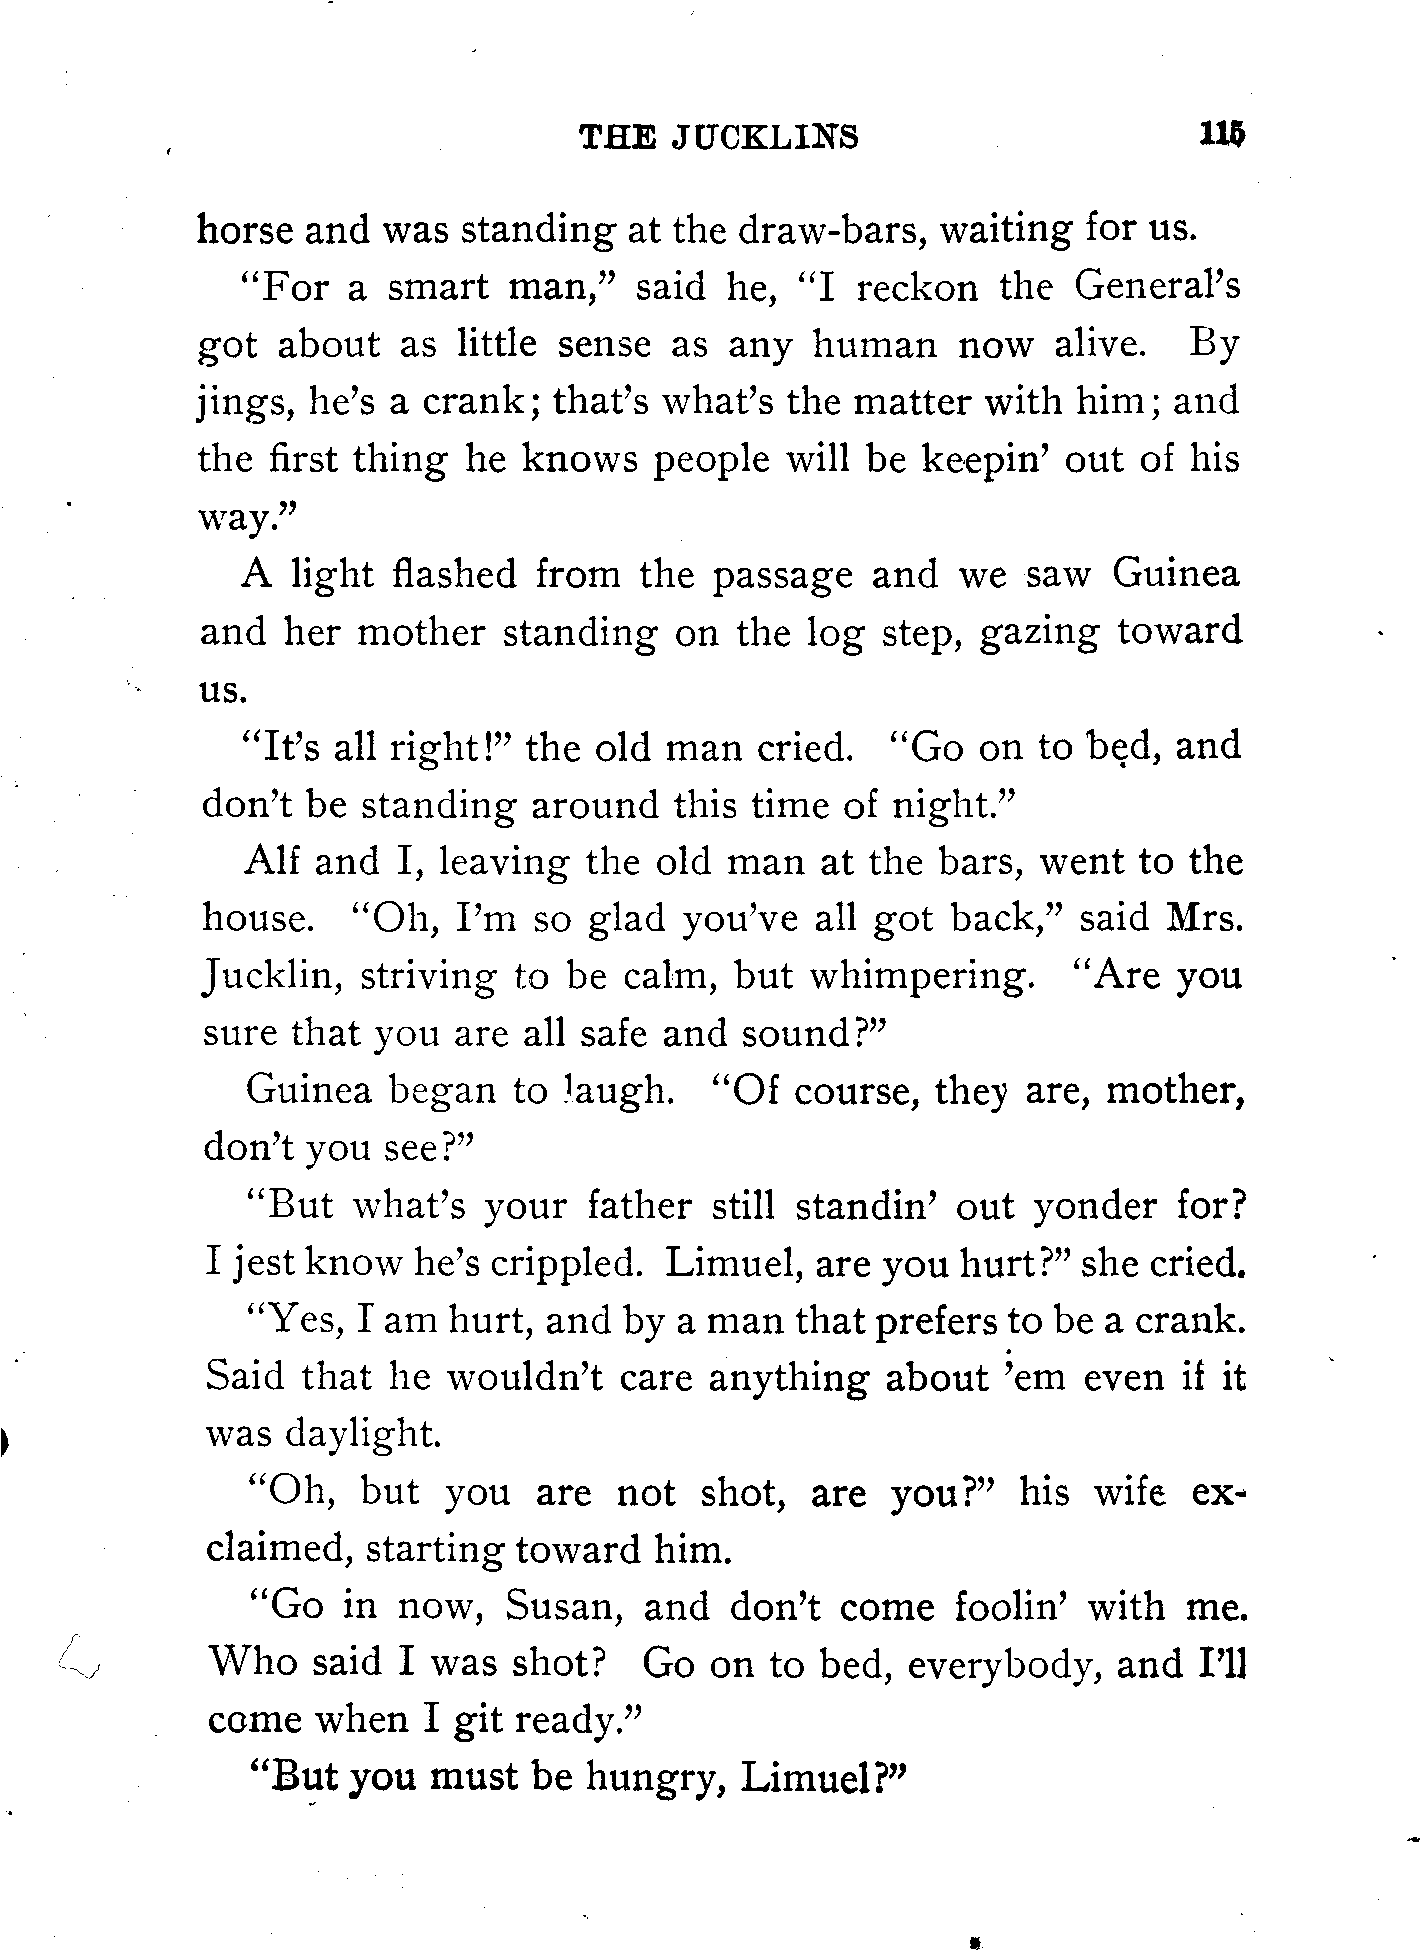 THE JUCKLINS 115
horse and was standing at the draw-bars, waiting for us.
“For a smart man,” said he, “I reckon the General’s
got about as little sense as any human now alive. By
jings, he’s a crank; that’s what’s the matter with him; and
the first thing he knows people will be keepin’ out of his
way.”
A light flashed from the passage and we saw Guinea
and her mother standing on the log step, gazing toward
us.
“It’s all right!” the old man cried. “Go on to bed, and
don’t be standing around this time of night.”
Alf and I, leaving the old man at the bars, went to the
house. “Oh, I’m so glad you’ve all got back,” said Mrs.
Jucklin, striving to be calm, but whimpering. “Are you
sure that you are all safe and sound?”
Guinea began to laugh. “Of course, they are, mother,
don’t you see?”
“But what’s your father still standin’ out yonder for?
I jest know he’s crippled. Limuel, are you hurt?” she cried.
“Yes, I am hurt, and by a man that prefers to be a crank.
Said that he wouldn’t care anything about ’em even if it
was daylight.
“Oh, but you are not shot, are you?” his wife ex-
claimed, starting toward him.
“Go in now, Susan, and don’t come foolin’ with me.
Who said I was shot? Go on to bed, everybody, and I’ll
come when I git ready.”
“But you must be hungry, Limuel?”